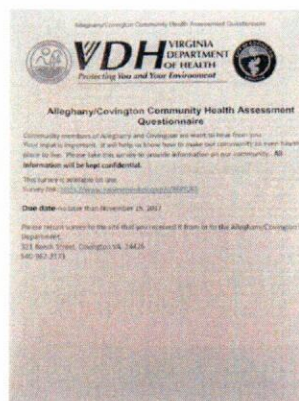 Alleghany/Covington Community Health Assessment Questionnaire
VDH VIRGINIA
DEPARTMENT
OF HEALTH
Protecting You and Your Environment
Alleghany/Covington Community Health Assessment
Questionnaire
Community members of Alleghany and Covington we want to hear from you.
Your input is important. It will help us know how to make our community an even
place to live. Please take this survey to provide information on our community. All
information will be kept confidential.
This survey is available on line.
Survey link:
Due date-no later than November 15, 2017
Please return survey to the site that you received it from or to the Alleghany/Covington
Department,
Street, Covington VA, 24426